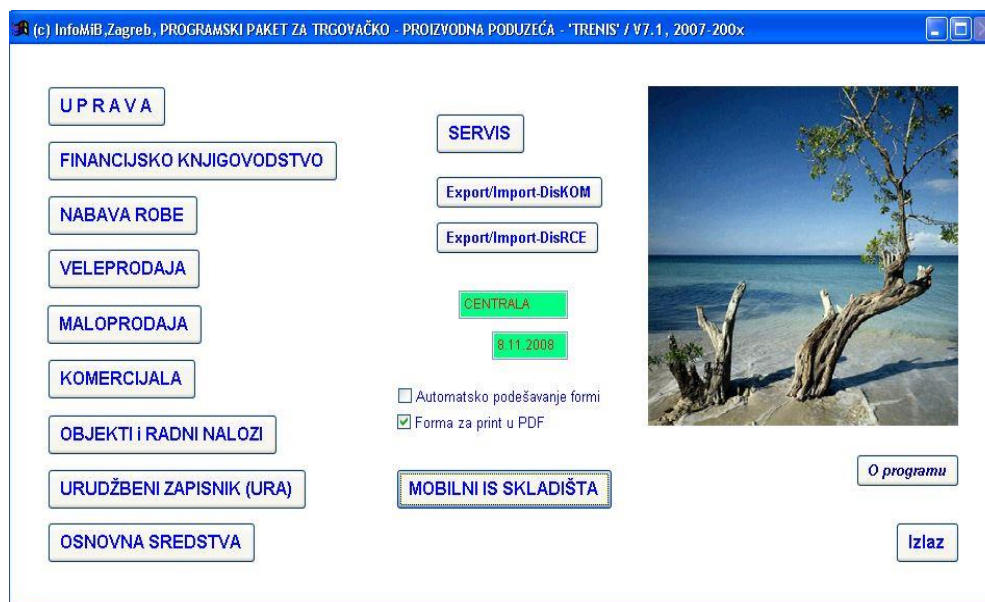 (c) InfoMiB,Zagreb, PROGRAMSKI PAKET ZA TRGOVAČKO - PROIZVODNA PODUZEĆA - 'TRENIS' / V7.1, 2007-200x
U P R A V A
FINANCIJSKO KNJIGOVODSTVO
NABAVA ROBE
VELEPRODAJA
MALOPRODAJA
KOMERCIJALA
OBJEKTI i RADNI NALOZI
URUDŽBENI ZAPISNIK (URA)
OSNOVNA SREDSTVA
SERVIS
Export/Import-DisKOM
Export/Import-DisRCE
CENTRALA
8.11.2008
Automatsko podešavanje formi
Forma za print u PDF
MOBILNI IS SKLADIŠTA
O programu
Izlaz